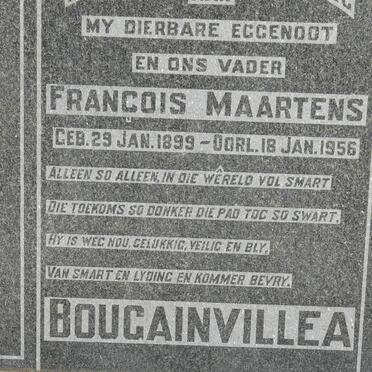 MY DIERBARE EGGENOOT
EN ONS VADER
FRANCOIS MAARTENS
GEB. 29 JAN. 1899 – OORL. 18 JAN. 1956
ALLEEN SO ALLEEN, IN DIE WÊRELD VOL SMART
DIE TOEKOMS SO DONKER DIE PAD TOG SO SWART.
HY IS WEG NOU, GELUKKIG, VEILIG EN BLY.
VAN SMART EN LYDING EN KOMMER BEVRY.
BOUGAINVILLEA